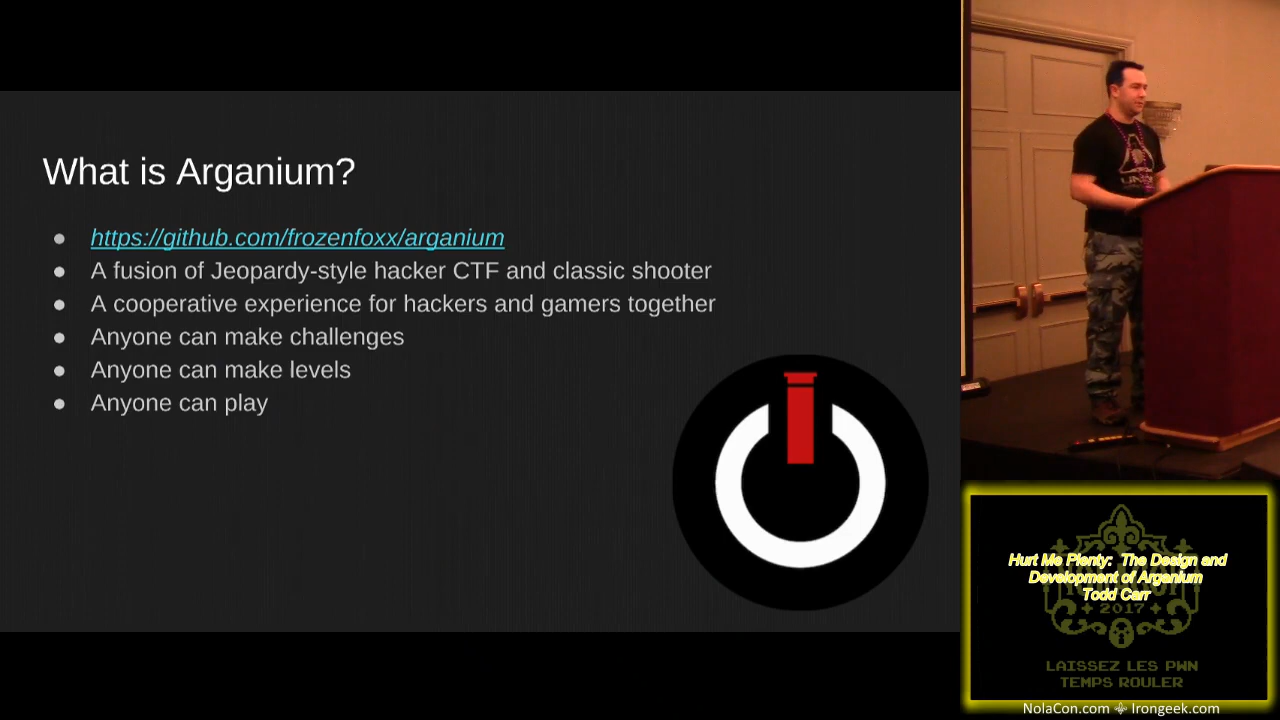 What is Arganium?
● https://github.com/frozenfoxx/arganium
● A fusion of Jeopardy-style hacker CTF and classic shooter
● A cooperative experience for hackers and gamers together
● Anyone can make challenges
● Anyone can make levels
● Anyone can play
Hurt Me Plenty: The Design and
Development of Arganium
Todd Carr
2017
LAISSEZ LES PWN
TEMPS ROULER
NolaCon.com ⚜ Irongeek.com